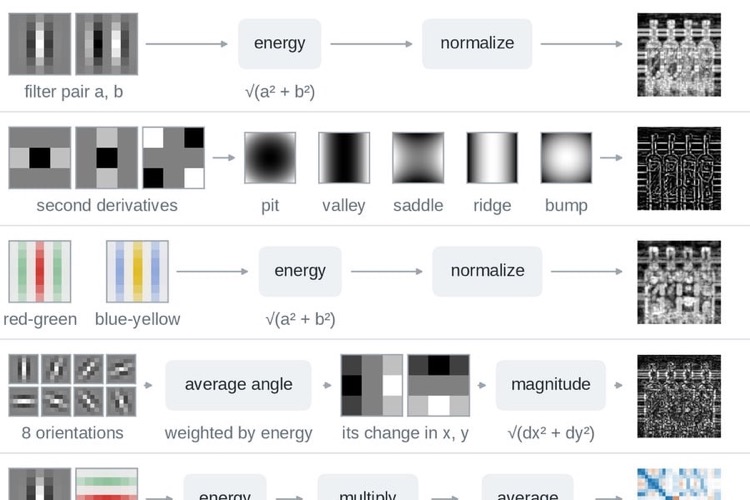 energy normalize
filter pair a, b √(a² + b²)
second derivatives pit valley saddle ridge bump
energy normalize
red-green blue-yellow √(a² + b²)
average angle magnitude
8 orientations weighted by energy its change in x, y √(dx² + dy²)
energy multiply average